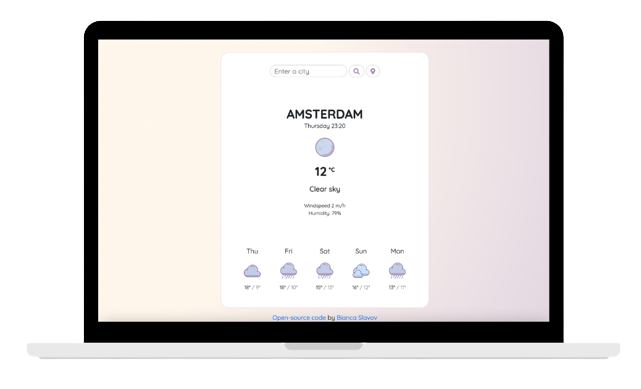 Enter a city
AMSTERDAM
Thursday 23:20
12 °C
Clear sky
Windspeed 2 m/h
Humidity: 79%
Thu Fri Sat Sun Mon
18° / 11° 18° / 10° 15° / 13° 16° / 12° 13° / 11°
Open-source code by Bianca Slavov